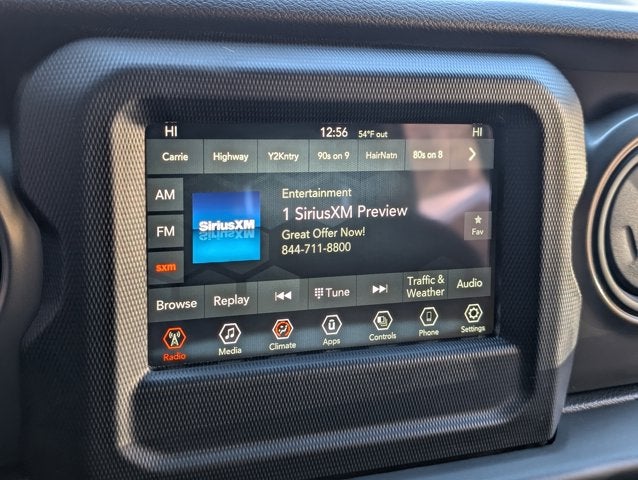 HI 12:56 54°F out HI
Carrie Highway Y2Kntry 90s on 9 HairNatn 80s on 8
AM
FM
sxm
SiriusXM
Entertainment
1 SiriusXM Preview
Great Offer Now!
844-711-8800
Fav
Browse Replay Tune Traffic &
Weather Audio
Radio Media Climate Apps Controls Phone Settings